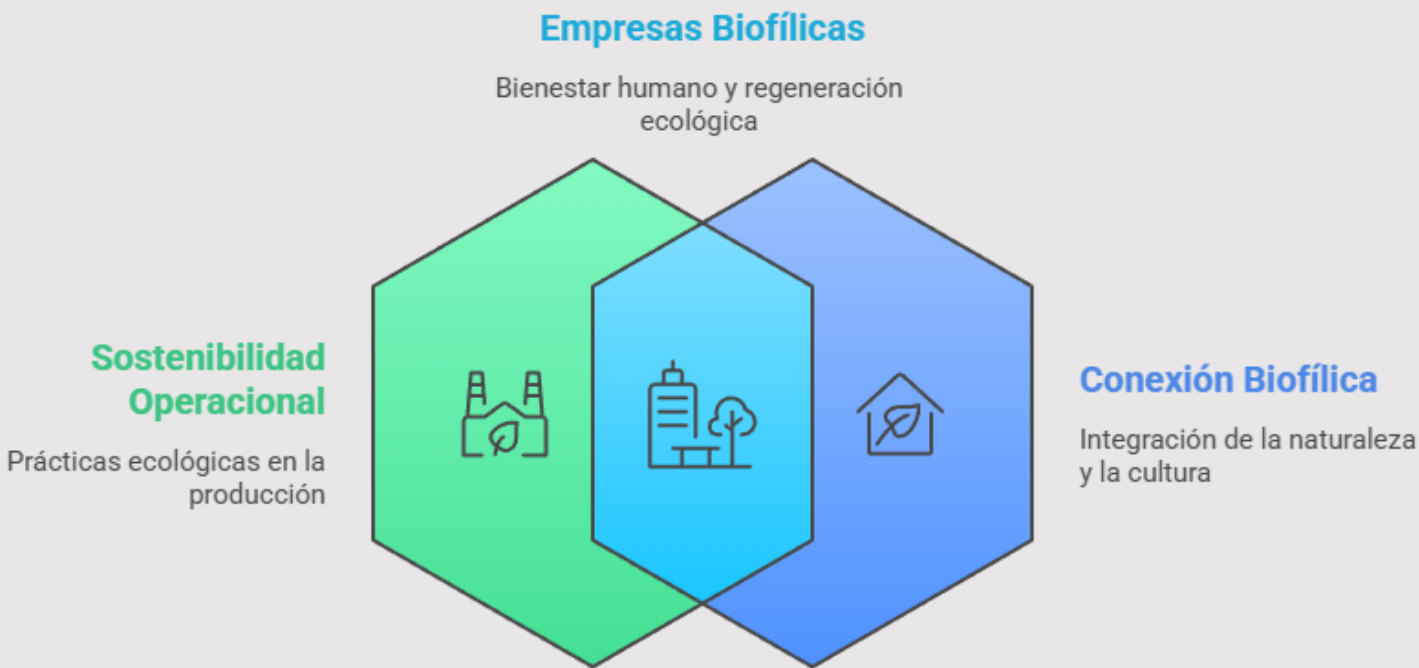 Empresas Biofílicas
Bienestar humano y regeneración
ecológica
Sostenibilidad
Operacional
Prácticas ecológicas en la
producción
Conexión Biofílica
Integración de la naturaleza
y la cultura